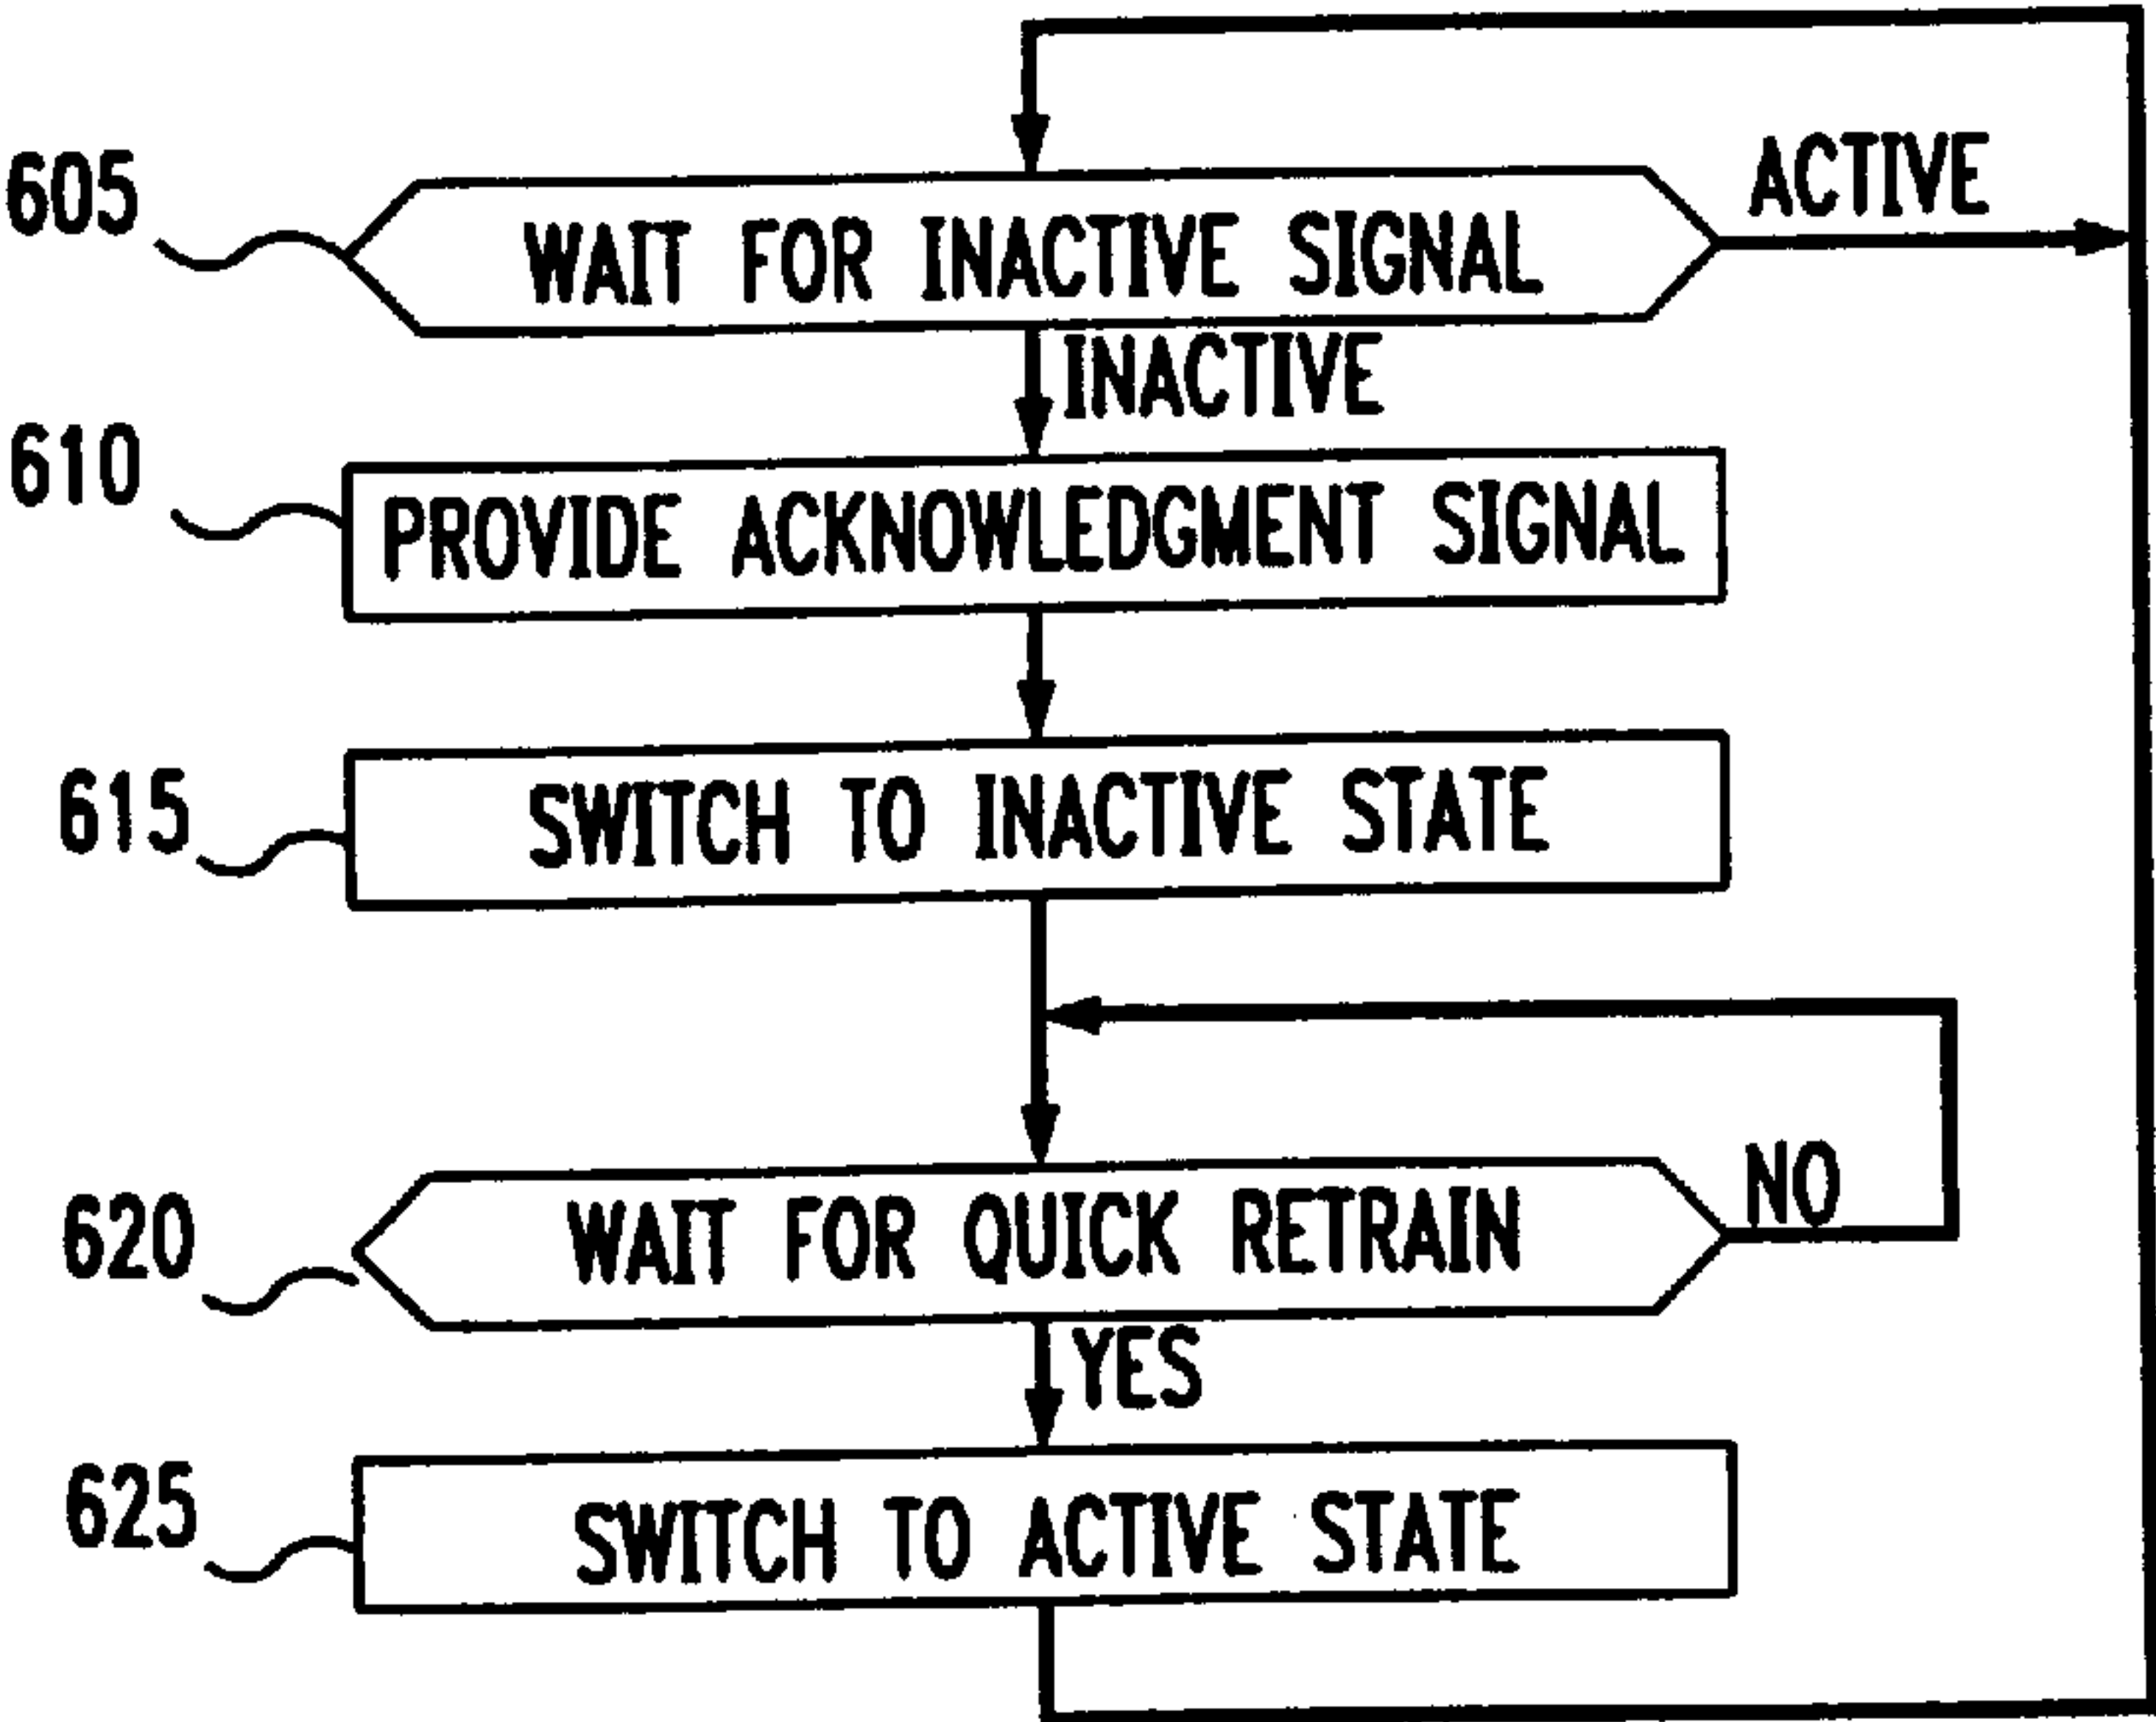 605
WAIT FOR INACTIVE SIGNAL
ACTIVE
INACTIVE
610
PROVIDE ACKNOWLEDGMENT SIGNAL
615
SWITCH TO INACTIVE STATE
620
WAIT FOR QUICK RETRAIN
NO
YES
625
SWITCH TO ACTIVE STATE